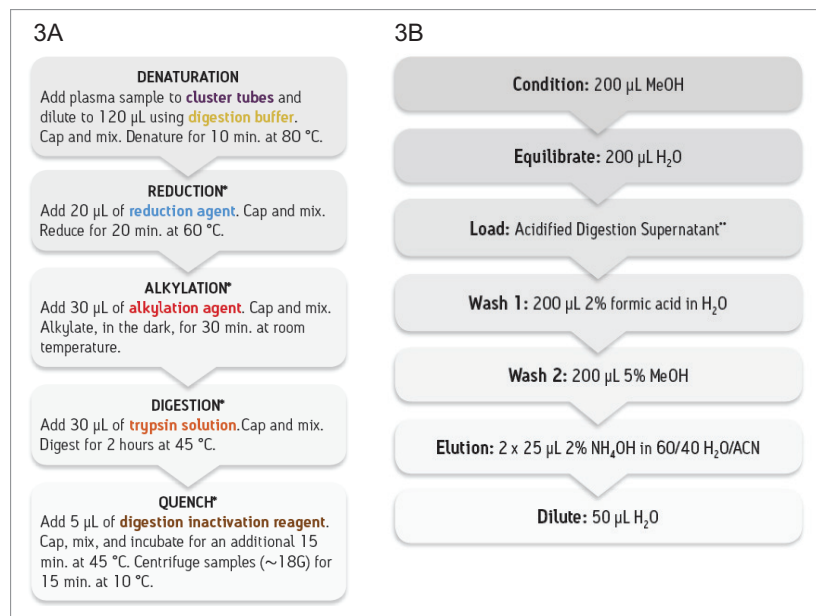 3A
DENATURATION
Add plasma sample to cluster tubes and
dilute to 120 µL using digestion buffer.
Cap and mix. Denature for 10 min. at 80 °C.
REDUCTION*
Add 20 µL of reduction agent. Cap and mix.
Reduce for 20 min. at 60 °C.
ALKYLATION*
Add 30 µL of alkylation agent. Cap and mix.
Alkylate, in the dark, for 30 min. at room
temperature.
DIGESTION*
Add 30 µL of trypsin solution.Cap and mix.
Digest for 2 hours at 45 °C.
QUENCH*
Add 5 µL of digestion inactivation reagent.
Cap, mix, and incubate for an additional 15
min. at 45 °C. Centrifuge samples (~18G) for
15 min. at 10 °C.
3B
Condition: 200 µL MeOH
Equilibrate: 200 µL H₂O
Load: Acidified Digestion Supernatant**
Wash 1: 200 µL 2% formic acid in H₂O
Wash 2: 200 µL 5% MeOH
Elution: 2 x 25 µL 2% NH₄OH in 60/40 H₂O/ACN
Dilute: 50 µL H₂O